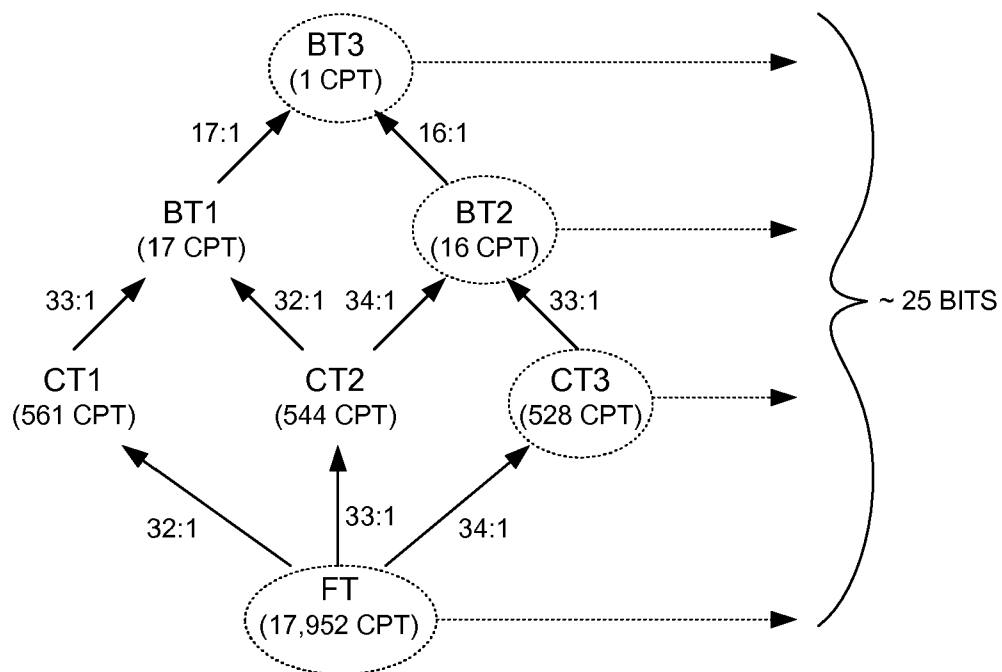 BT3
(1 CPT)
17:1
16:1
BT1
(17 CPT)
BT2
(16 CPT)
33:1
32:1
34:1
33:1
~ 25 BITS
CT1
(561 CPT)
CT2
(544 CPT)
CT3
(528 CPT)
32:1
33:1
34:1
FT
(17,952 CPT)